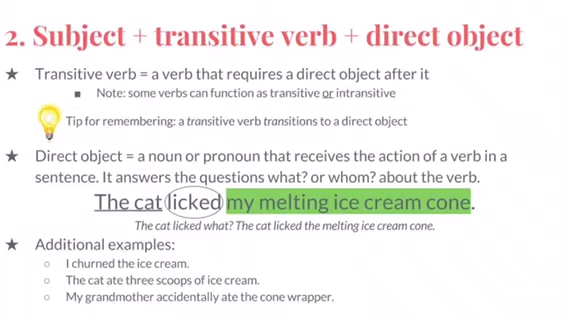 2. Subject + transitive verb + direct object
★ Transitive verb = a verb that requires a direct object after it
■ Note: some verbs can function as transitive or intransitive
Tip for remembering: a transitive verb transitions to a direct object
★ Direct object = a noun or pronoun that receives the action of a verb in a
sentence. It answers the questions what? or whom? about the verb.
The cat licked my melting ice cream cone.
The cat licked what? The cat licked the melting ice cream cone.
★ Additional examples:
○ I churned the ice cream.
○ The cat ate three scoops of ice cream.
○ My grandmother accidentally ate the cone wrapper.